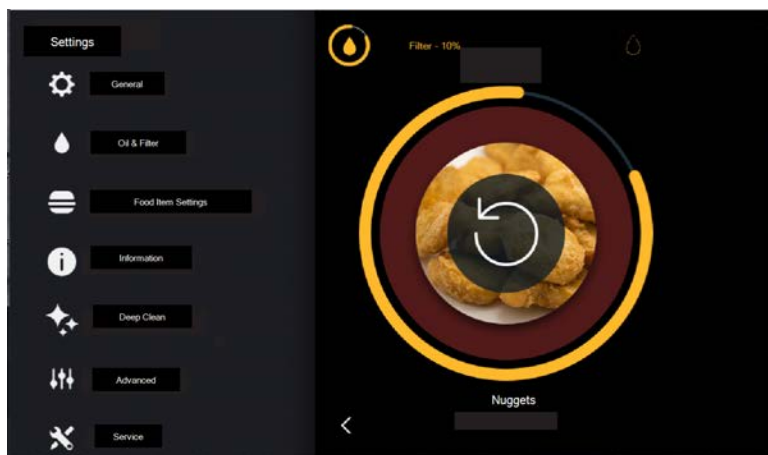 Settings
General
Oil & Filter
Food Item Settings
Information
Deep Clean
Advanced
Service
Filter - 10%
Nuggets